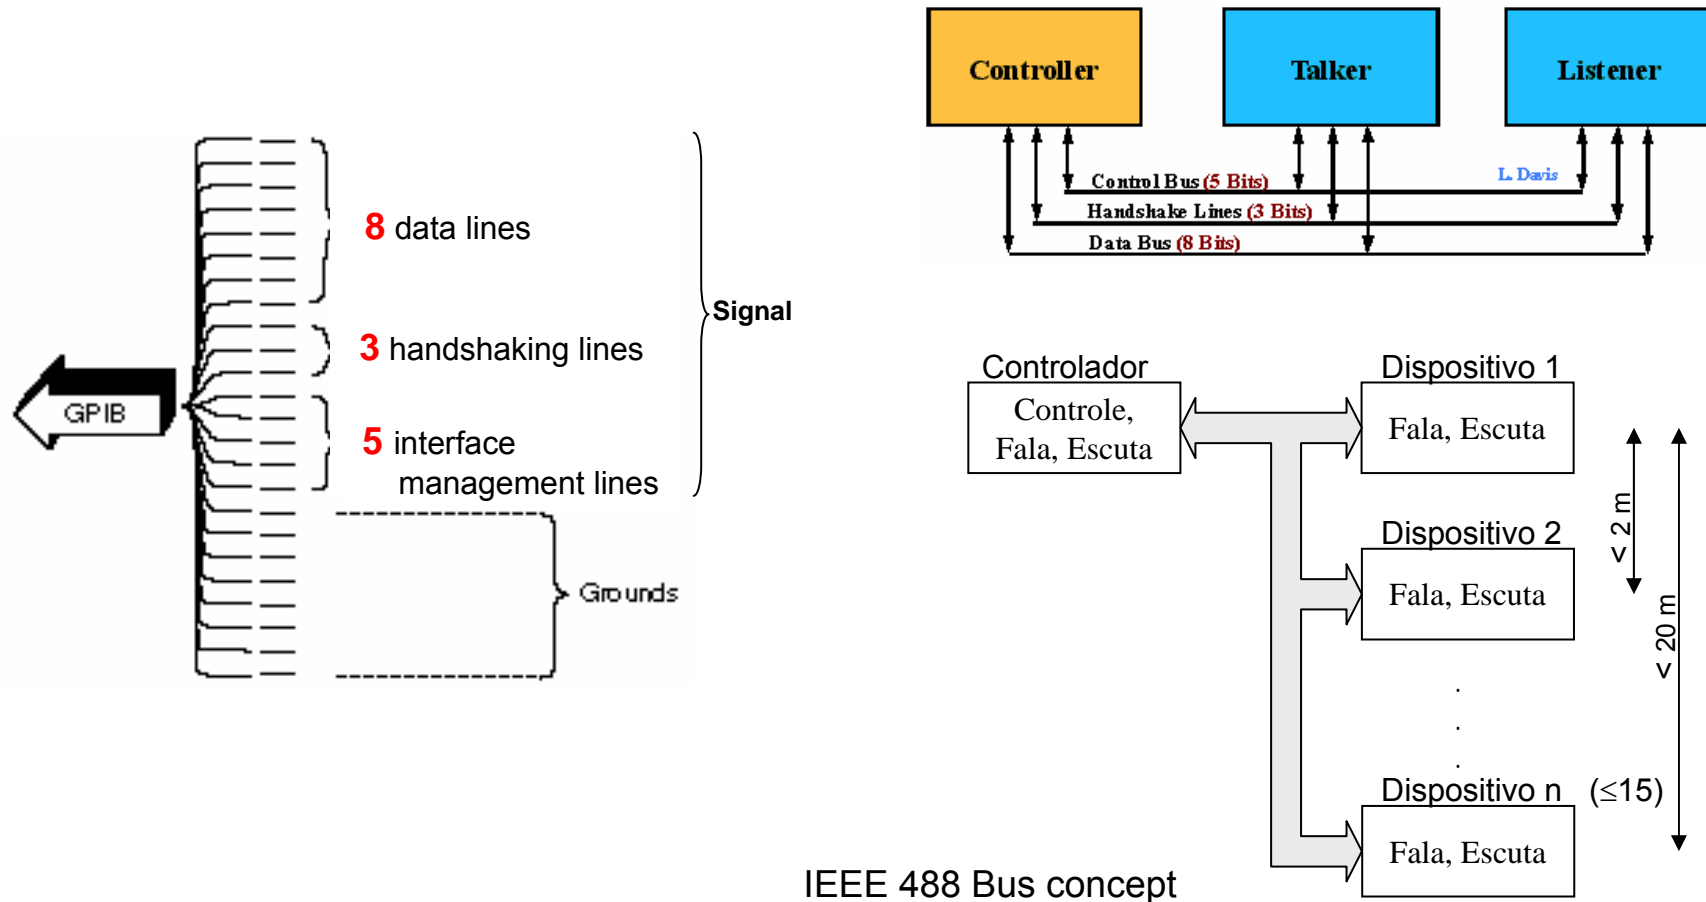 8 data lines
3 handshaking lines
5 interface
management lines
Signal
GPIB
Grounds
Controller
Talker
Listener
Control Bus (5 Bits)
L. Davis
Handshake Lines (3 Bits)
Data Bus (8 Bits)
Controlador
Controle,
Fala, Escuta
Dispositivo 1
Fala, Escuta
Dispositivo 2
Fala, Escuta
.
.
.
Dispositivo n (≤15)
Fala, Escuta
< 2 m
< 20 m
IEEE 488 Bus concept